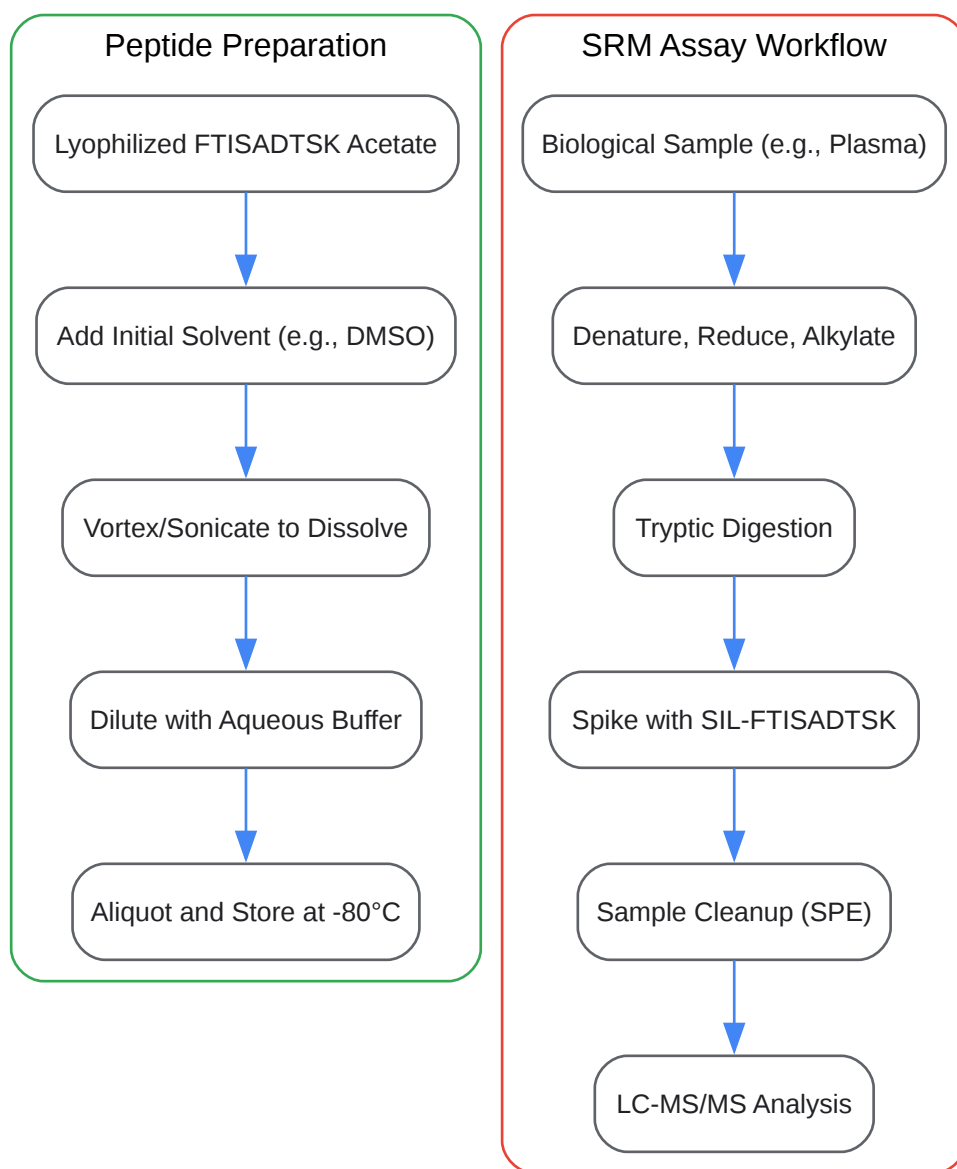 Peptide Preparation
Lyophilized FTISADTSK Acetate
Add Initial Solvent (e.g., DMSO)
Vortex/Sonicate to Dissolve
Dilute with Aqueous Buffer
Aliquot and Store at -80°C
SRM Assay Workflow
Biological Sample (e.g., Plasma)
Denature, Reduce, Alkylate
Tryptic Digestion
Spike with SIL-FTISADTSK
Sample Cleanup (SPE)
LC-MS/MS Analysis